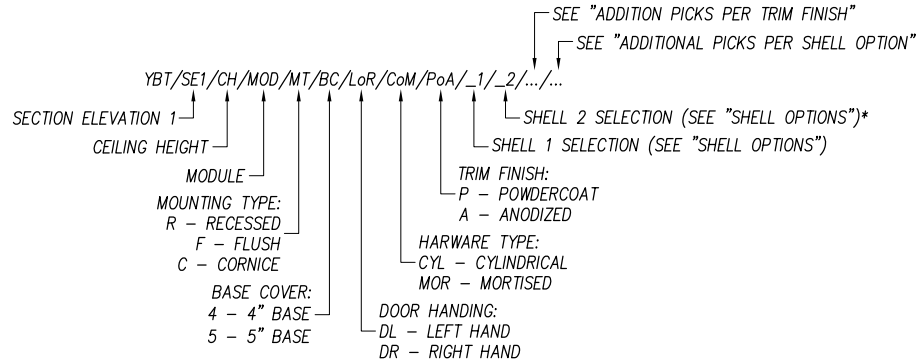 SEE "ADDITION PICKS PER TRIM FINISH"
SEE "ADDITIONAL PICKS PER SHELL OPTION"
YBT/SE1/CH/MOD/MT/BC/LoR/CoM/PoA/_1/_2/.../...
SECTION ELEVATION 1
SHELL 2 SELECTION (SEE "SHELL OPTIONS")*
CEILING HEIGHT
SHELL 1 SELECTION (SEE "SHELL OPTIONS")
MODULE
TRIM FINISH:
P – POWDERCOAT
A – ANODIZED
MOUNTING TYPE:
R – RECESSED
F – FLUSH
C – CORNICE
HARWARE TYPE:
CYL – CYLINDRICAL
MOR – MORTISED
BASE COVER:
4 – 4" BASE
5 – 5" BASE
DOOR HANDING:
DL – LEFT HAND
DR – RIGHT HAND